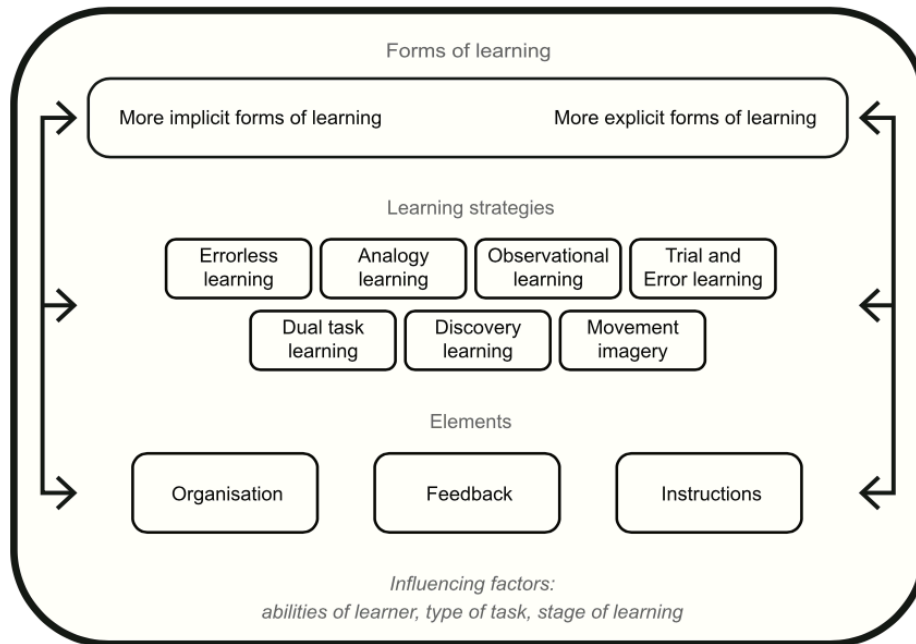 Forms of learning
More implicit forms of learning
More explicit forms of learning
Learning strategies
Errorless
learning
Analogy
learning
Observational
learning
Trial and
Error learning
Dual task
learning
Discovery
learning
Movement
imagery
Elements
Organisation
Feedback
Instructions
Influencing factors:
abilities of learner, type of task, stage of learning